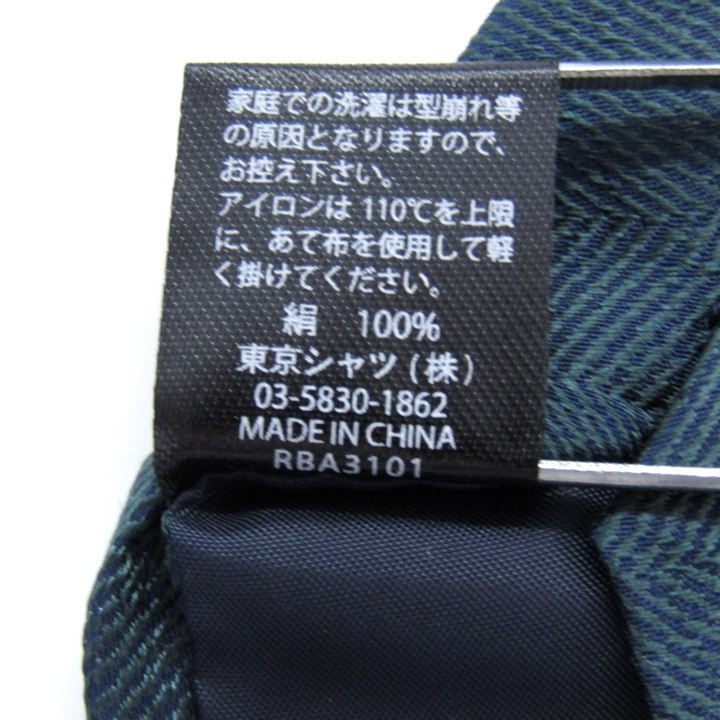 家庭での洗濯は型崩れ等
の原因となりますので、
お控え下さい。
アイロンは 110℃を上限
に、あて布を使用して軽
く掛けてください。
絹 100%
東京シャツ (株)
03-5830-1862
MADE IN CHINA
RBA3101